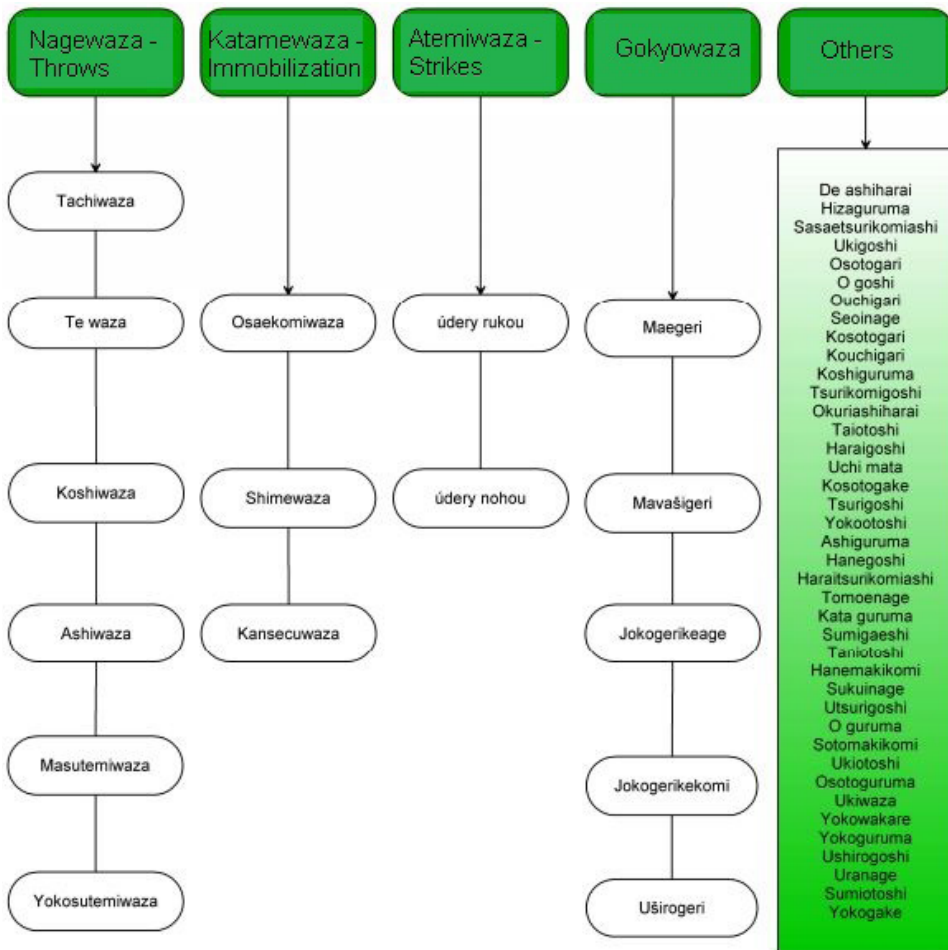 Nagewaza -
Throws
Katamewaza -
Immobilization
Atemiwaza -
Strikes
Gokyowaza
Others
Tachiwaza
Te waza
Koshiwaza
Ashiwaza
Masutemiwaza
Yokosutemiwaza
Osaekomiwaza
Shimewaza
Kansecuwaza
údery rukou
údery nohou
Maegeri
Mavašigeri
Jokogerikeage
Jokogerikekomi
Uširogeri
De ashiharai
Hizaguruma
Sasaetsurikomiashi
Ukigoshi
Osotogari
O goshi
Ouchigari
Seoinage
Kosotogari
Kouchigari
Koshiguruma
Tsurikomigoshi
Okuriashiharai
Taiotoshi
Haraigoshi
Uchi mata
Kosotogake
Tsurigoshi
Yokootoshi
Ashiguruma
Hanegoshi
Haraitsurikomiashi
Tomoenage
Kata guruma
Sumigaeshi
Taniotoshi
Hanemakikomi
Sukuinage
Utsurigoshi
O guruma
Sotomakikomi
Ukiotoshi
Osotoguruma
Ukiwaza
Yokowakare
Yokoguruma
Ushirogoshi
Uranage
Sumiotoshi
Yokogake